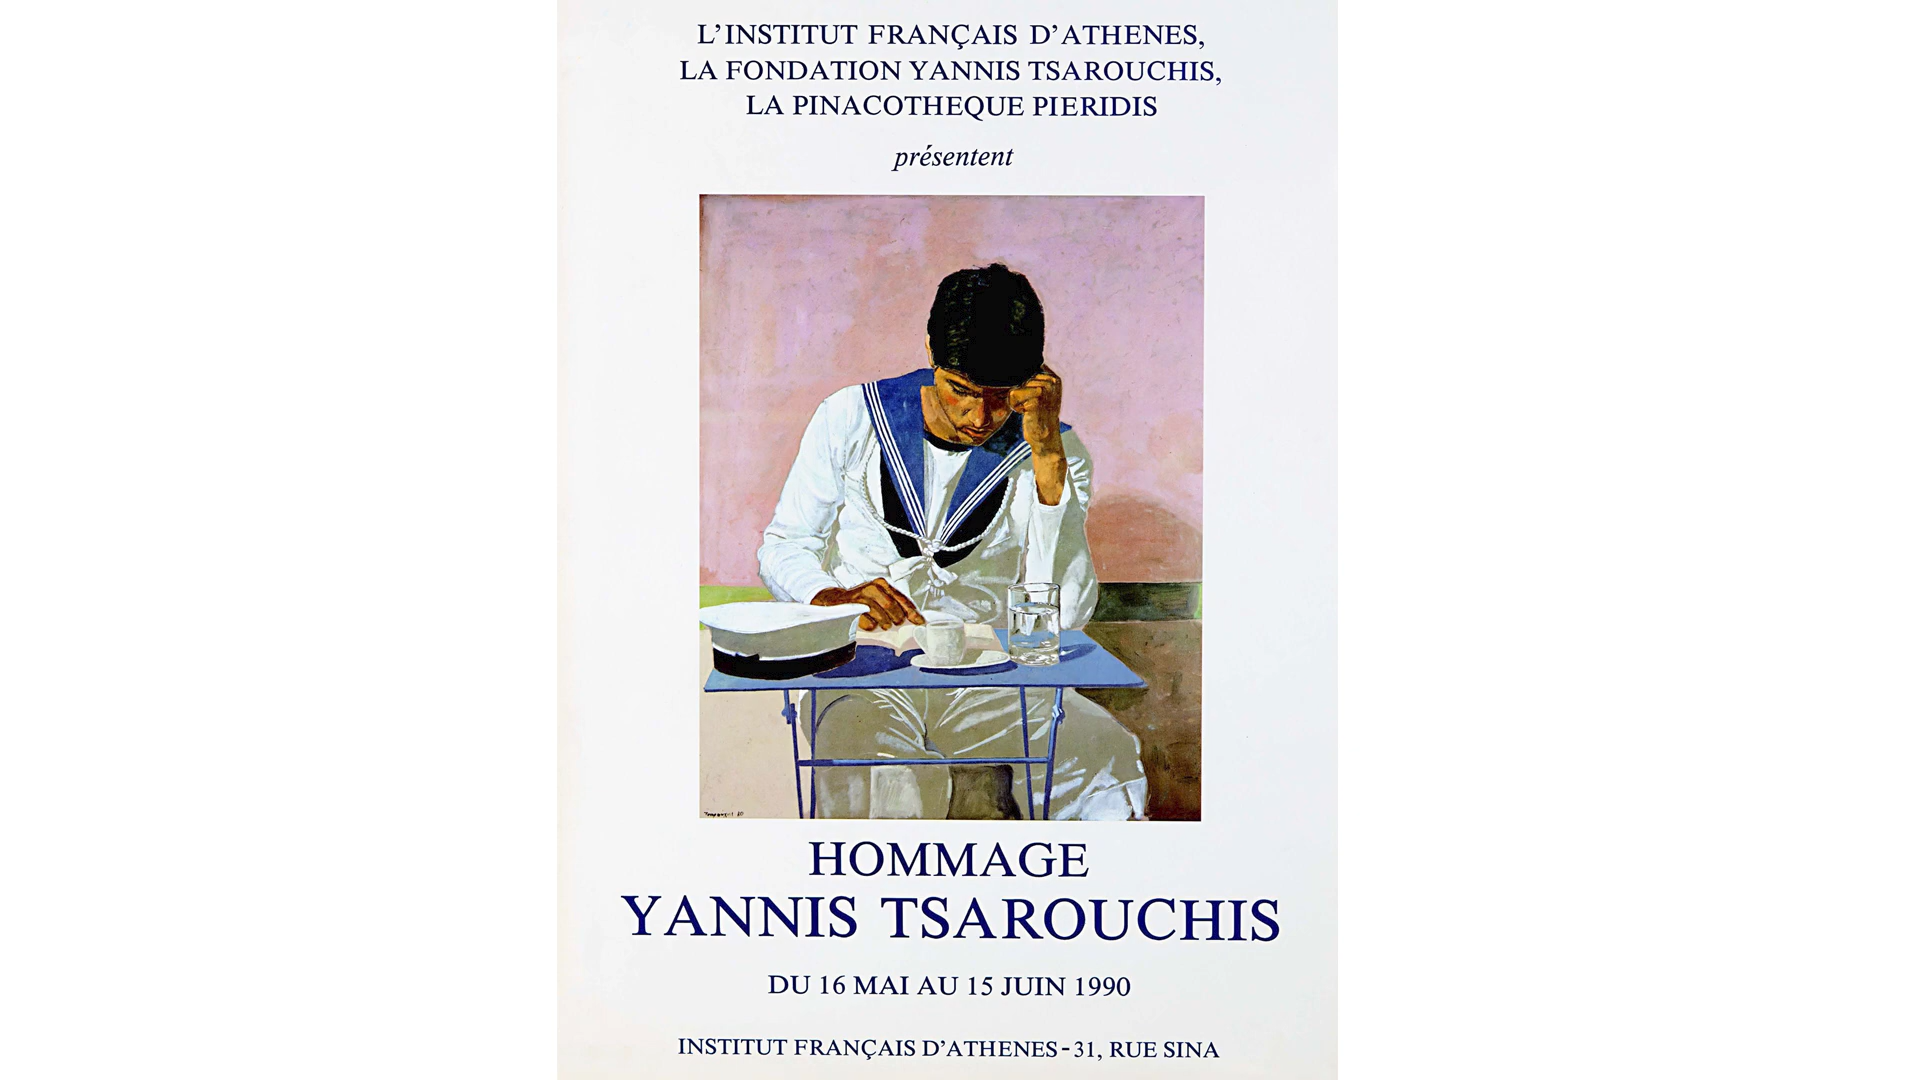 L'INSTITUT FRANÇAIS D'ATHENES,
LA FONDATION YANNIS TSAROUCHIS,
LA PINACOTHEQUE PIERIDIS
présentent
HOMMAGE
YANNIS TSAROUCHIS
DU 16 MAI AU 15 JUIN 1990
INSTITUT FRANÇAIS D'ATHENES-31, RUE SINA